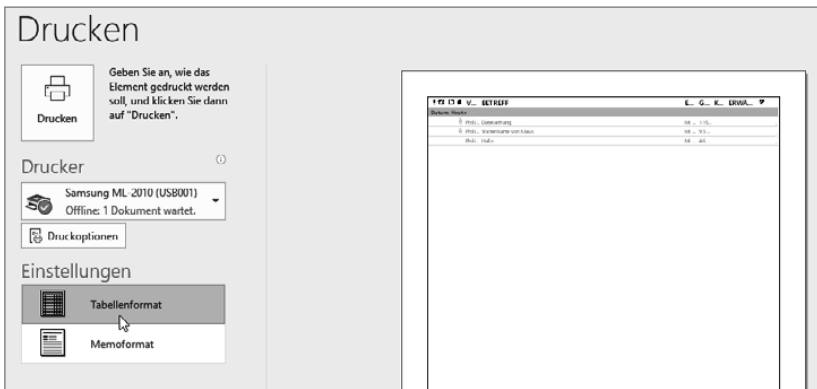 Drucken
Geben Sie an, wie das
Element gedruckt werden
soll, und klicken Sie dann
auf "Drucken".
Drucken
Drucker
Samsung ML-2010 (USB001)
Offline: 1 Dokument wartet.
Druckoptionen
Einstellungen
Tabellenformat
Memoformat
V... BETREFF E... G... K... ERWÄ...
Datum: Heute